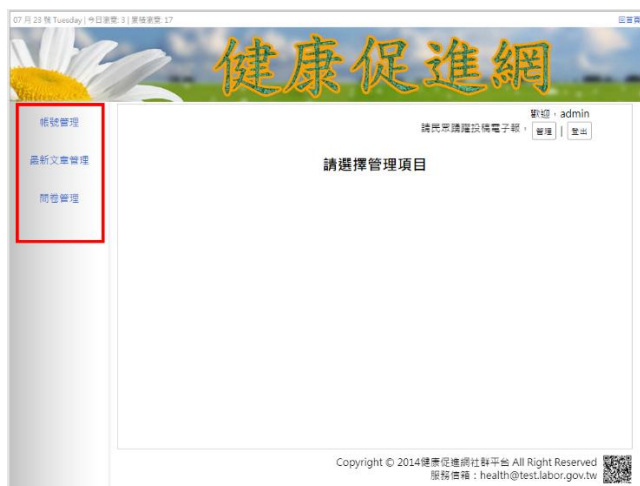 07 月 23 號 Tuesday | 今日瀏覽: 3 | 累積瀏覽: 17
回首頁
健康促進網
歡迎，admin
請民眾踴躍投稿電子報，
管理 | 登出
帳號管理
最新文章管理
問卷管理
請選擇管理項目
Copyright © 2014健康促進網社群平台 All Right Reserved
服務信箱：health@test.labor.gov.tw